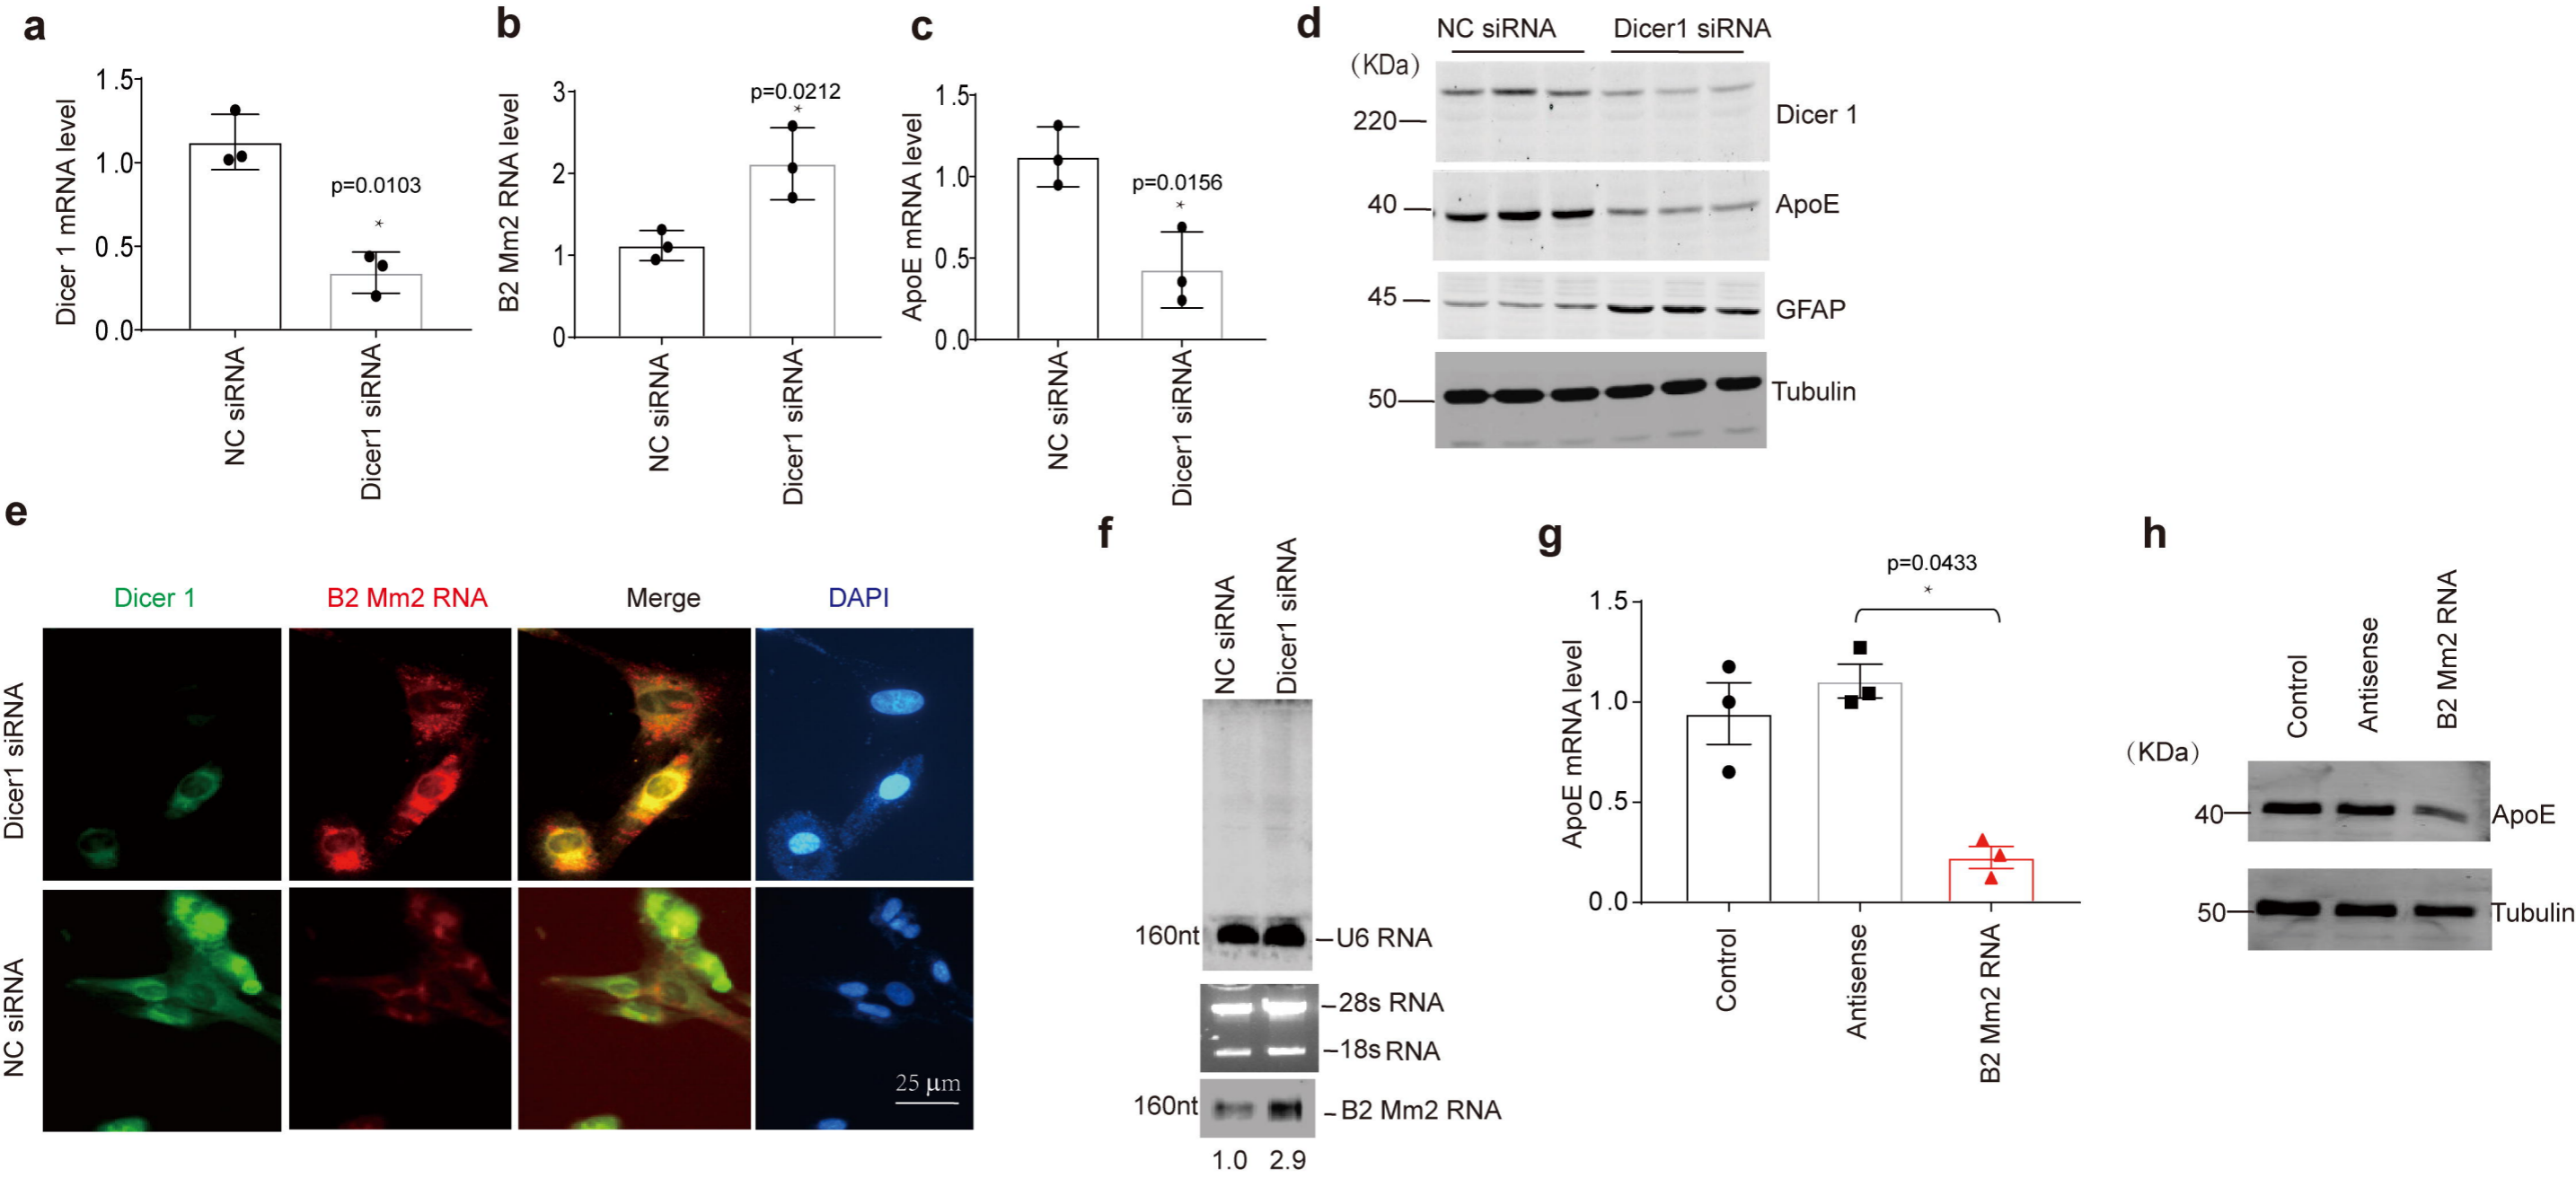 a
Dicer 1 mRNA level
1.5
1.0
0.5
0.0
p=0.0103
*
NC siRNA
Dicer1 siRNA
b
B2 Mm2 RNA level
3
2
1
0
p=0.0212
*
NC siRNA
Dicer1 siRNA
c
ApoE mRNA level
1.5
1.0
0.5
0.0
p=0.0156
*
NC siRNA
Dicer1 siRNA
d
NC siRNA Dicer1 siRNA
(KDa)
220 Dicer 1
40 ApoE
45 GFAP
50 Tubulin
e
Dicer 1 B2 Mm2 RNA Merge DAPI
Dicer1 siRNA
NC siRNA
25 μm
f
NC siRNA
Dicer1 siRNA
160nt U6 RNA
28s RNA
18s RNA
160nt B2 Mm2 RNA
1.0 2.9
g
ApoE mRNA level
1.5
1.0
0.5
0.0
p=0.0433
*
Control
Antisense
B2 Mm2 RNA
h
Control
Antisense
B2 Mm2 RNA
(KDa)
40 ApoE
50 Tubulin